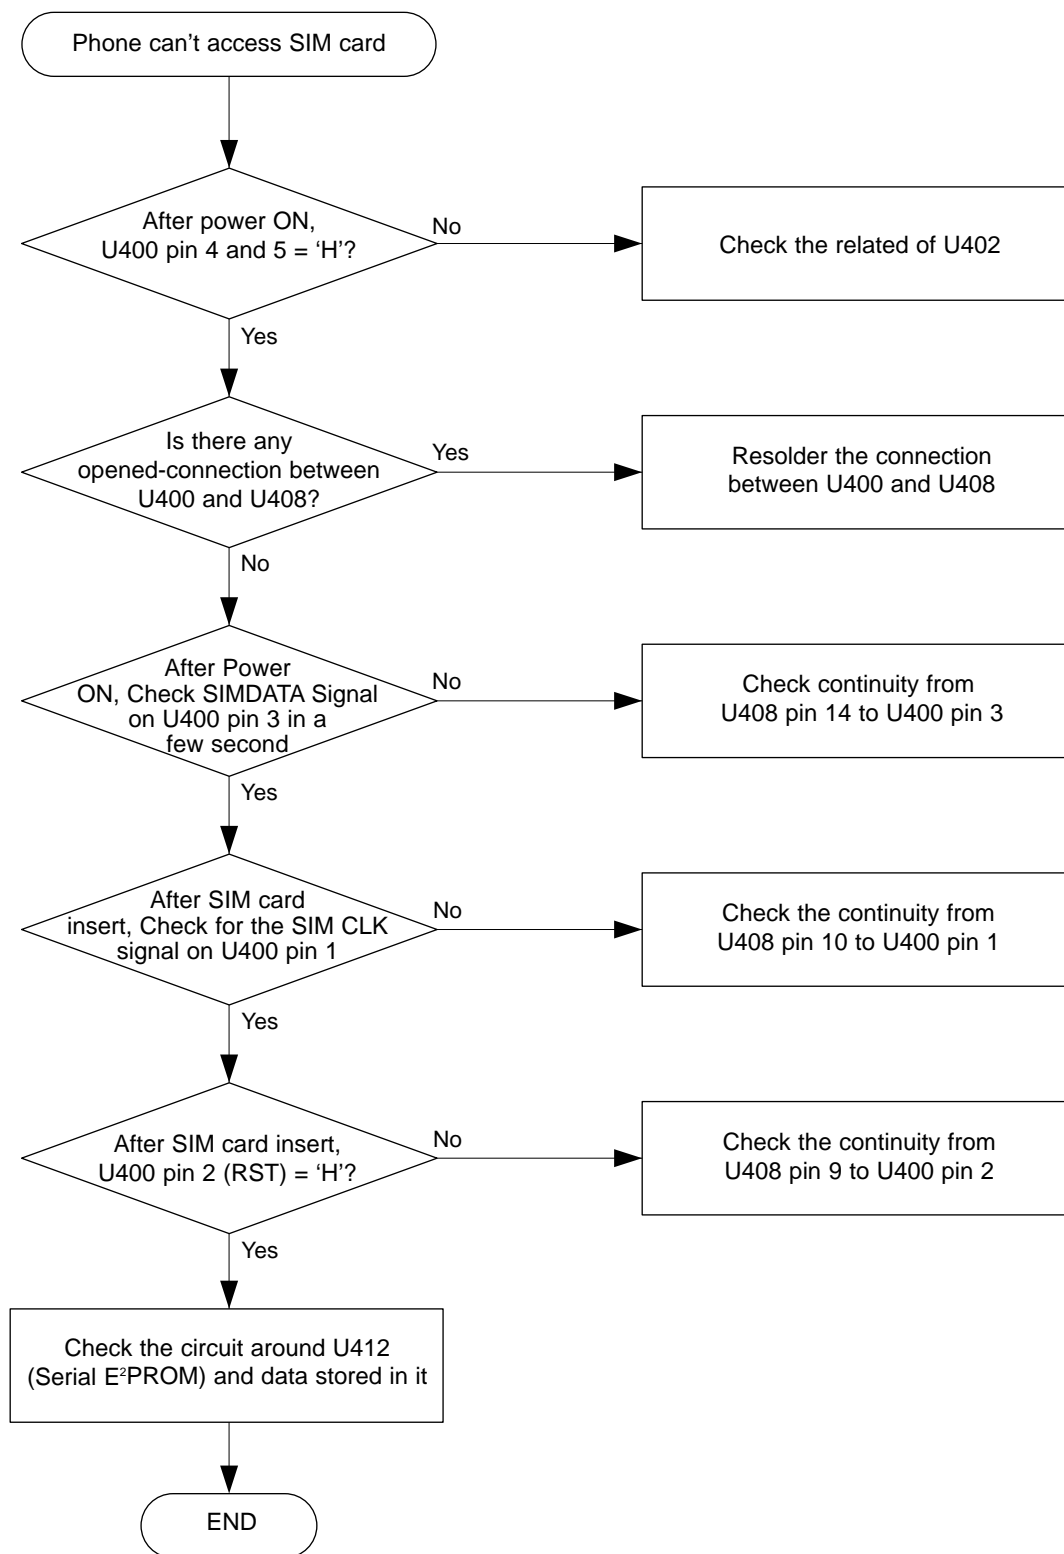 Phone can't access SIM card
After power ON,
U400 pin 4 and 5 = ‘H’?
No
Check the related of U402
Yes
Is there any
opened-connection between
U400 and U408?
Yes
Resolder the connection
between U400 and U408
No
After Power
ON, Check SIMDATA Signal
on U400 pin 3 in a
few second
No
Check continuity from
U408 pin 14 to U400 pin 3
Yes
After SIM card
insert, Check for the SIM CLK
signal on U400 pin 1
No
Check the continuity from
U408 pin 10 to U400 pin 1
Yes
After SIM card insert,
U400 pin 2 (RST) = ‘H’?
No
Check the continuity from
U408 pin 9 to U400 pin 2
Yes
Check the circuit around U412
(Serial E²PROM) and data stored in it
END